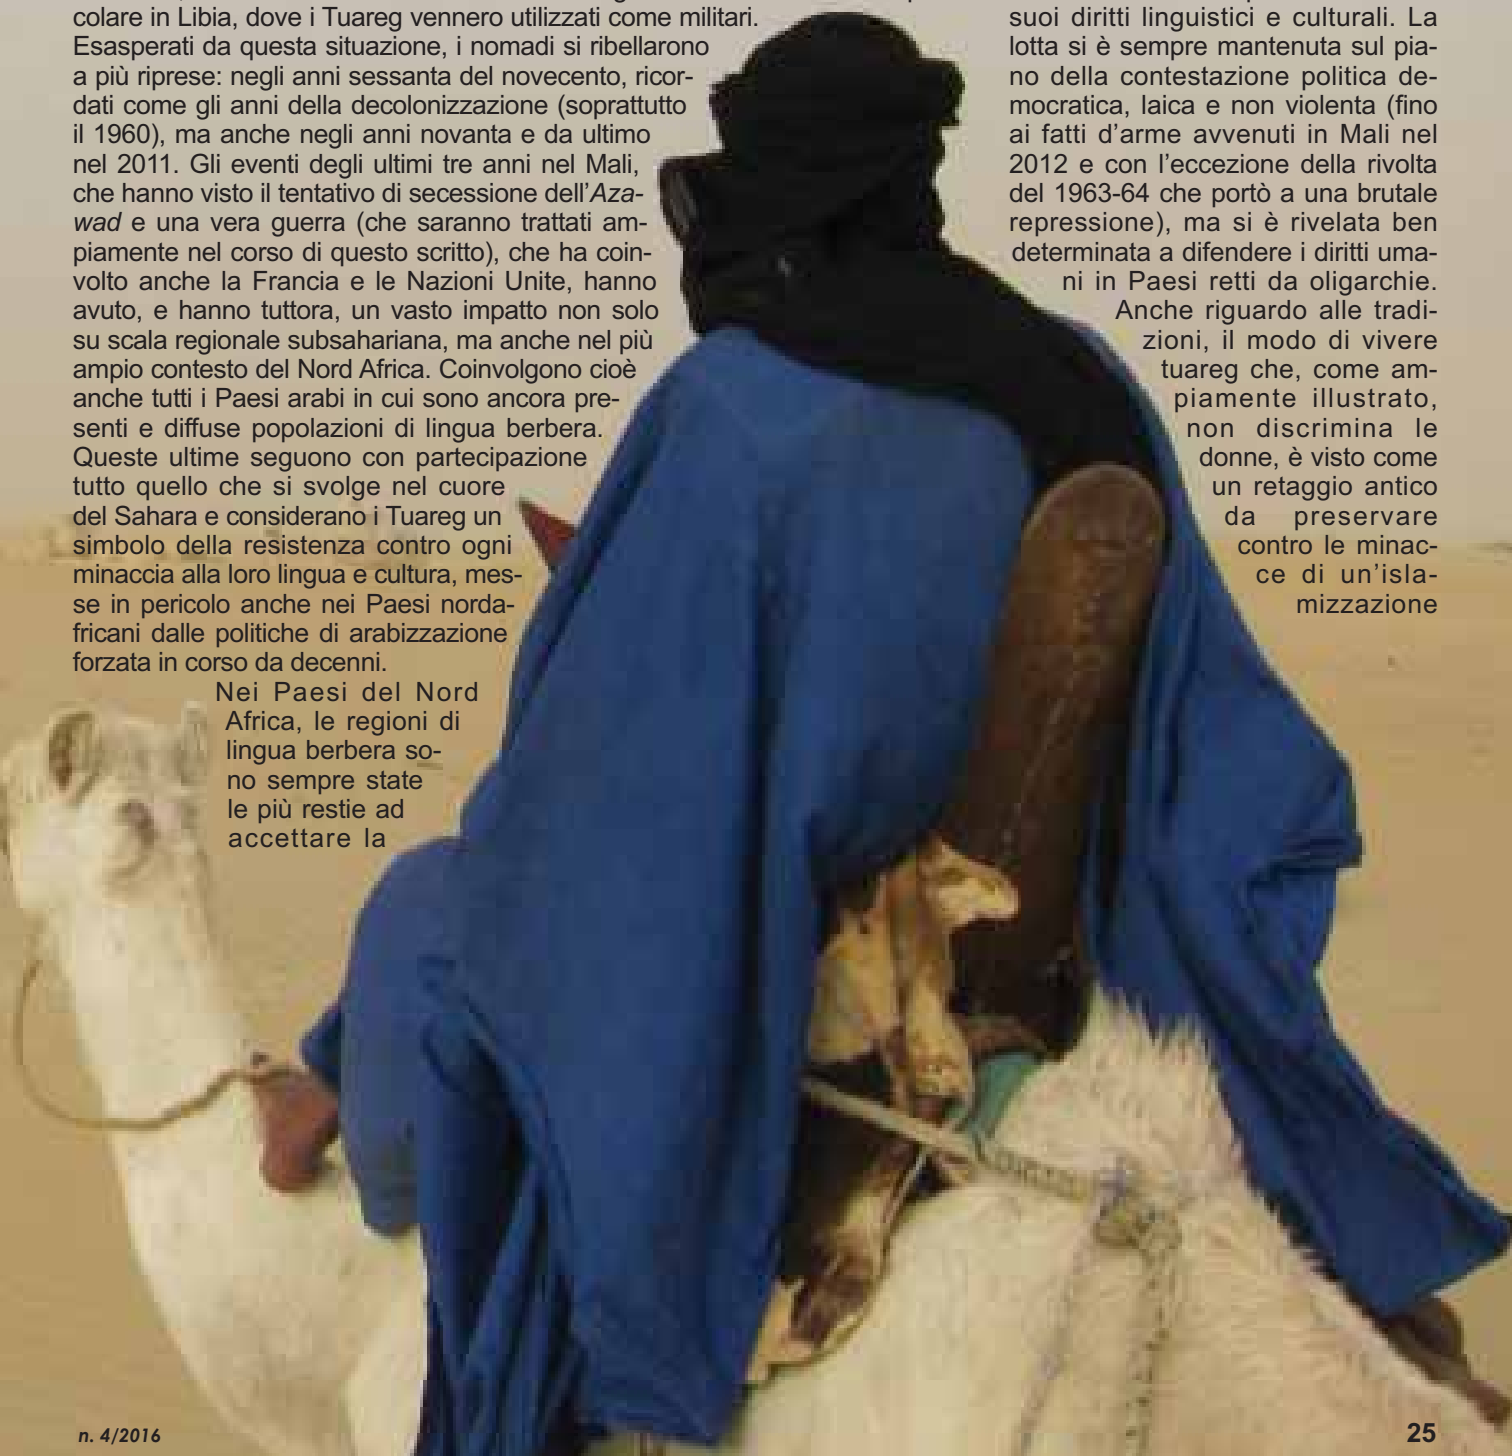 colare in Libia, dove i Tuareg vennero utilizzati come militari.
Esasperati da questa situazione, i nomadi si ribellarono
a più riprese: negli anni sessanta del novecento, ricor-
dati come gli anni della decolonizzazione (soprattutto
il 1960), ma anche negli anni novanta e da ultimo
nel 2011. Gli eventi degli ultimi tre anni nel Mali,
che hanno visto il tentativo di secessione dell’Aza-
wad e una vera guerra (che saranno trattati am-
piamente nel corso di questo scritto), che ha coin-
volto anche la Francia e le Nazioni Unite, hanno
avuto, e hanno tuttora, un vasto impatto non solo
su scala regionale subsahariana, ma anche nel più
ampio contesto del Nord Africa. Coinvolgono cioè
anche tutti i Paesi arabi in cui sono ancora pre-
senti e diffuse popolazioni di lingua berbera.
Queste ultime seguono con partecipazione
tutto quello che si svolge nel cuore
del Sahara e considerano i Tuareg un
simbolo della resistenza contro ogni
minaccia alla loro lingua e cultura, mes-
se in pericolo anche nei Paesi norda-
fricani dalle politiche di arabizzazione
forzata in corso da decenni.
Nei Paesi del Nord
Africa, le regioni di
lingua berbera so-
no sempre state
le più restie ad
accettare la
suoi diritti linguistici e culturali. La
lotta si è sempre mantenuta sul pia-
no della contestazione politica de-
mocratica, laica e non violenta (fino
ai fatti d’arme avvenuti in Mali nel
2012 e con l’eccezione della rivolta
del 1963-64 che portò a una brutale
repressione), ma si è rivelata ben
determinata a difendere i diritti uma-
ni in Paesi retti da oligarchie.
Anche riguardo alle tradi-
zioni, il modo di vivere
tuareg che, come am-
piamente illustrato,
non discrimina le
donne, è visto come
un retaggio antico
da preservare
contro le minac-
ce di un’isla-
mizzazione
n. 4/2016
25